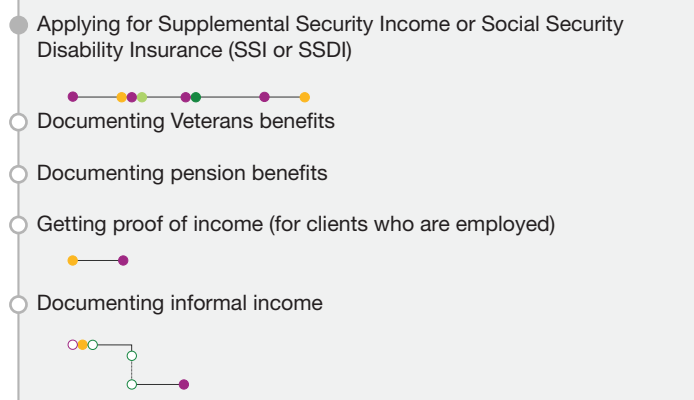 Applying for Supplemental Security Income or Social Security
Disability Insurance (SSI or SSDI)
Documenting Veterans benefits
Documenting pension benefits
Getting proof of income (for clients who are employed)
Documenting informal income